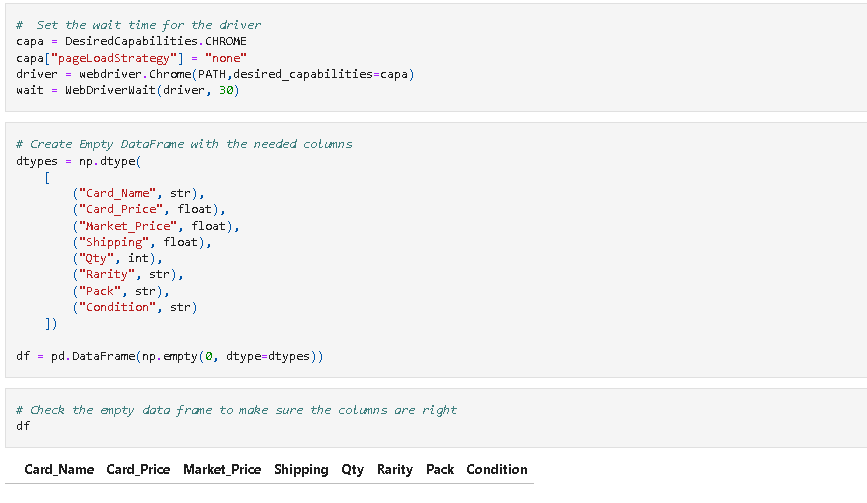 #  Set the wait time for the driver
capa = DesiredCapabilities.CHROME
capa["pageLoadStrategy"] = "none"
driver = webdriver.Chrome(PATH,desired_capabilities=capa)
wait = WebDriverWait(driver, 30)
# Create Empty DataFrame with the needed columns
dtypes = np.dtype(
    [
        ("Card_Name", str),
        ("Card_Price", float),
        ("Market_Price", float),
        ("Shipping", float),
        ("Qty", int),
        ("Rarity", str),
        ("Pack", str),
        ("Condition", str)
    ])
df = pd.DataFrame(np.empty(0, dtype=dtypes))
# Check the empty data frame to make sure the columns are right
df
Card_Name Card_Price Market_Price Shipping Qty Rarity Pack Condition